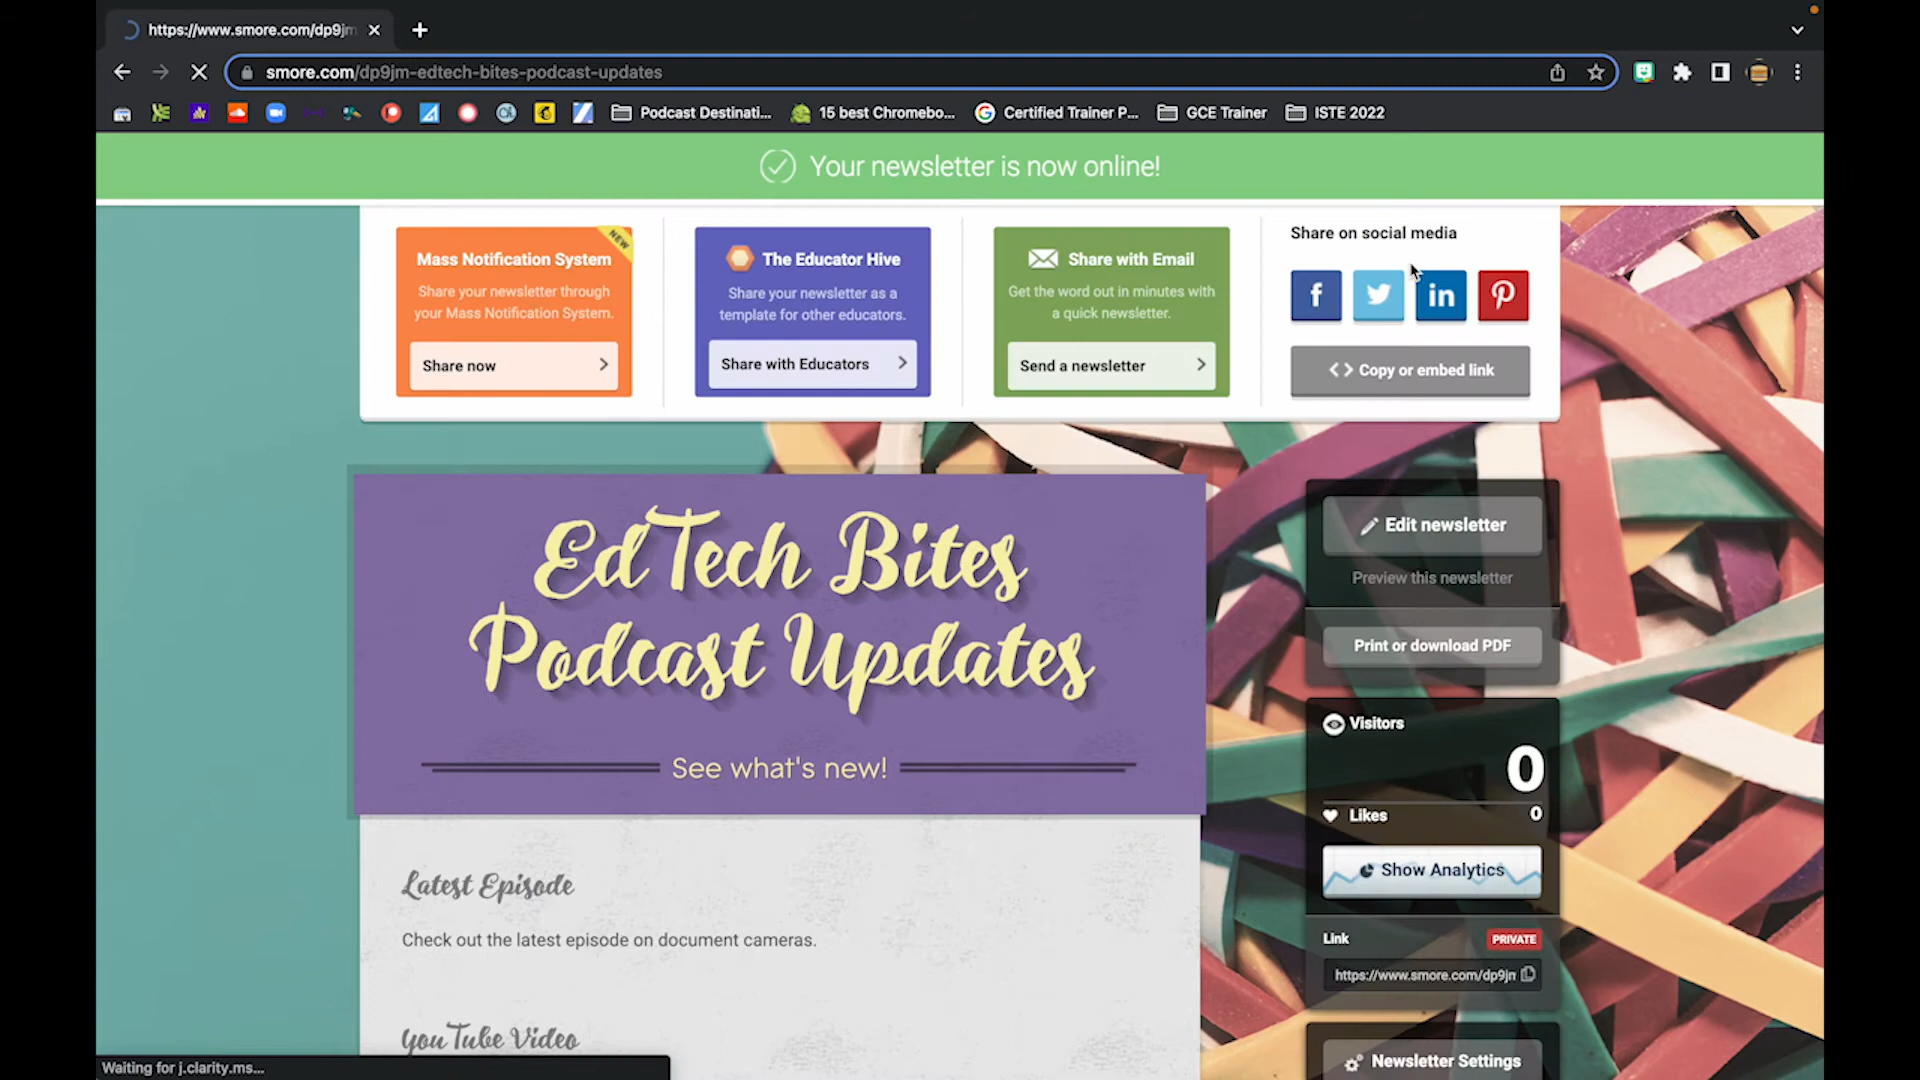 https://www.smore.com/dp9jm
smore.com/dp9jm-edtech-bites-podcast-updates
Podcast Destinati...
15 best Chromebo...
Certified Trainer P...
GCE Trainer
ISTE 2022
Your newsletter is now online!
NEW
Mass Notification System
Share your newsletter through
your Mass Notification System.
Share now
The Educator Hive
Share your newsletter as a
template for other educators.
Share with Educators
Share with Email
Get the word out in minutes with
a quick newsletter.
Send a newsletter
Share on social media
Copy or embed link
EdTech Bites
Podcast Updates
See what's new!
Edit newsletter
Preview this newsletter
Print or download PDF
Visitors
0
Likes
0
Show Analytics
Link
PRIVATE
https://www.smore.com/dp9jm
Newsletter Settings
Latest Episode
Check out the latest episode on document cameras.
YouTube Video
Waiting for j.clarity.ms...